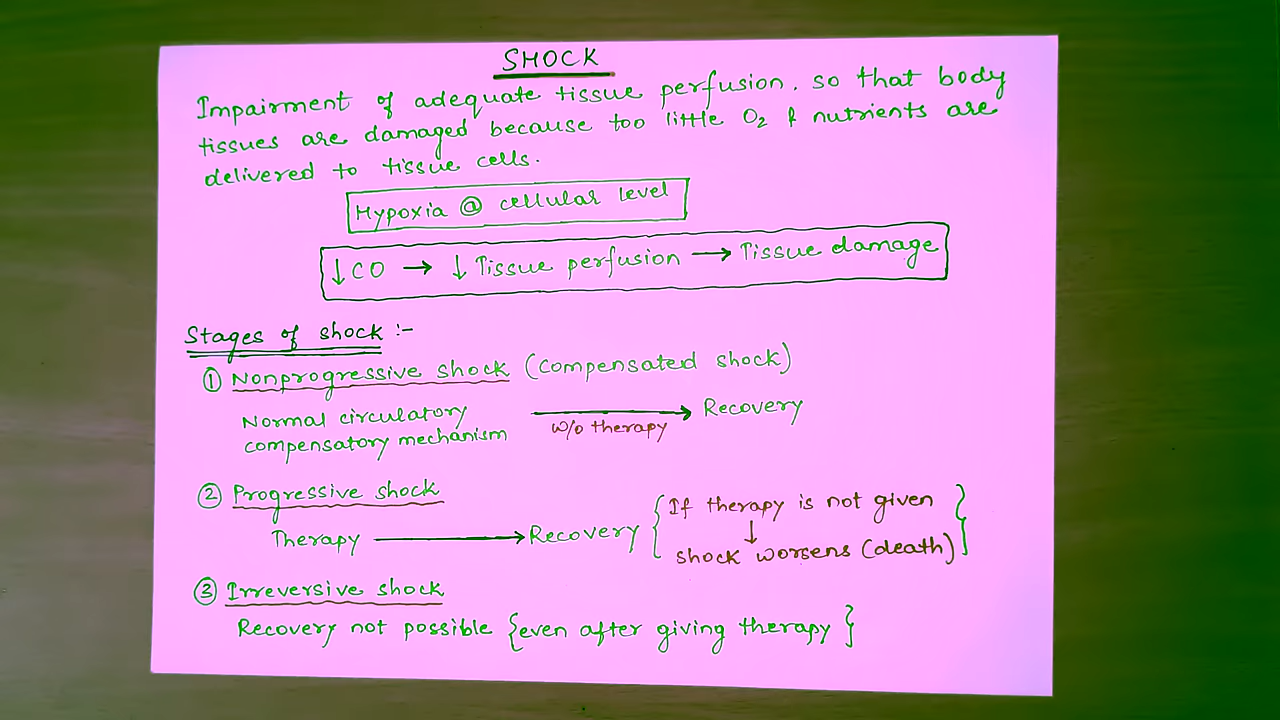 SHOCK
Impairment of adequate tissue perfusion. so that body
tissues are damaged because too little O₂ & nutrients are
delivered to tissue cells.
Hypoxia @ cellular level
↓ CO → ↓ Tissue perfusion → Tissue damage
Stages of shock :-
① Nonprogressive shock (Compensated shock)
Normal circulatory
compensatory mechanism → Recovery
w/o therapy
② Progressive shock
Therapy → Recovery { If therapy is not given
↓
shock worsens (death) }
③ Irreversive shock
Recovery not possible {even after giving therapy }